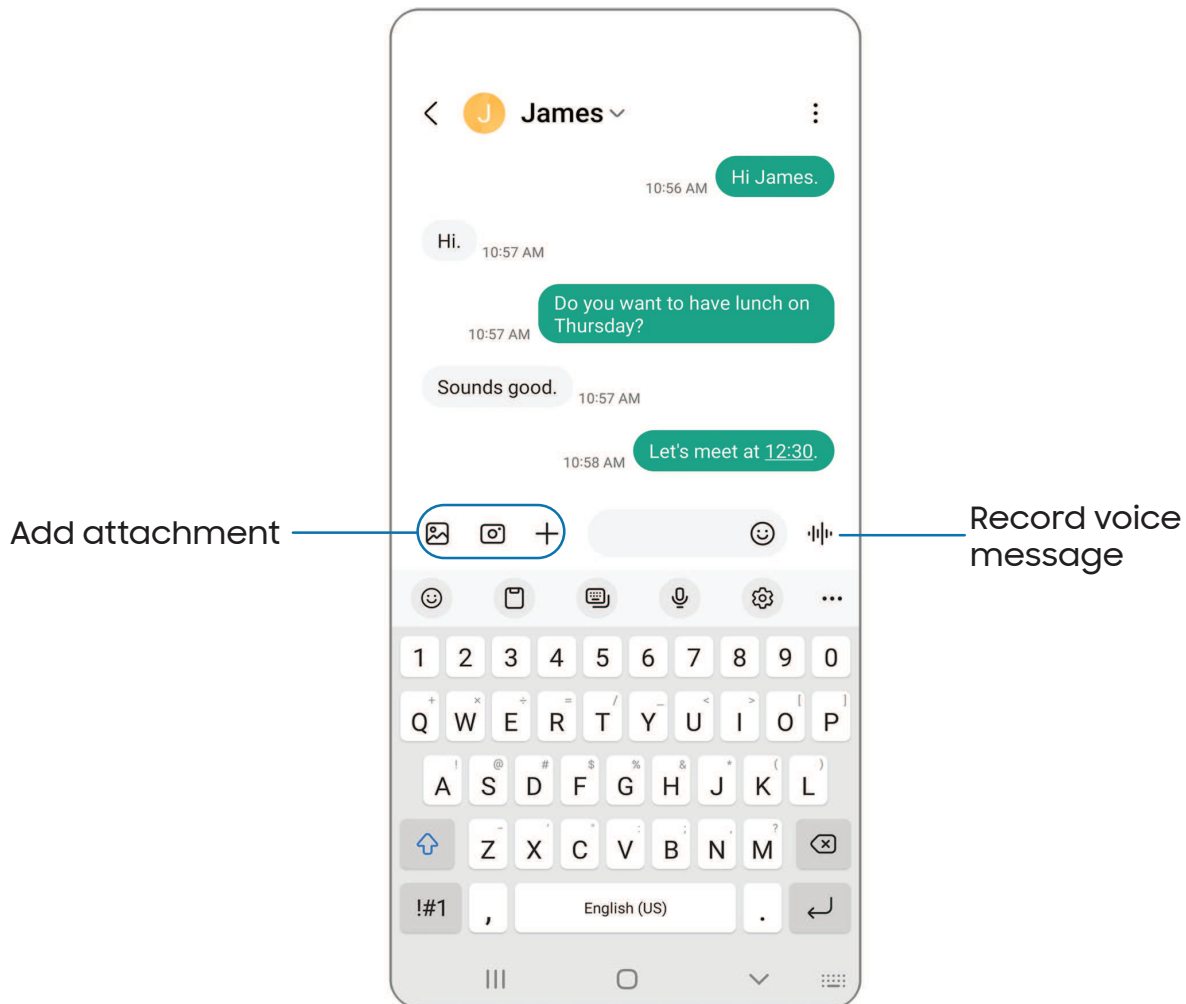 J James
Hi James.
10:56 AM
Hi.
10:57 AM
Do you want to have lunch on
Thursday?
10:57 AM
Sounds good.
10:57 AM
Let's meet at 12:30.
10:58 AM
Add attachment
Record voice
message
1 2 3 4 5 6 7 8 9 0
+ × ÷ = / _ < > [ ]
Q W E R T Y U I O P
! @ # $ % & * ( )
A S D F G H J K L
- ' " : ; , ?
Z X C V B N M
!#1 , English (US) .